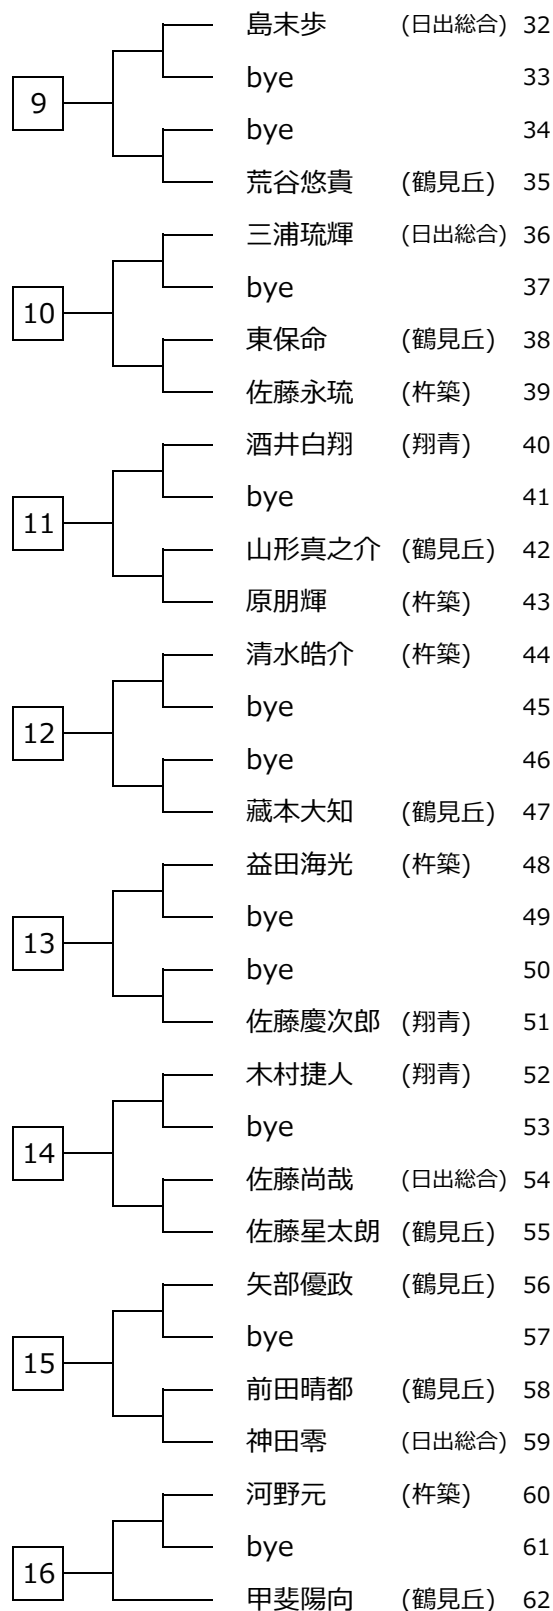 島末歩 (日出総合) 32
bye 33
9
bye 34
荒谷悠貴 (鶴見丘) 35
三浦琉輝 (日出総合) 36
bye 37
10
東保命 (鶴見丘) 38
佐藤永琉 (杵築) 39
酒井白翔 (翔青) 40
bye 41
11
山形真之介 (鶴見丘) 42
原朋輝 (杵築) 43
清水皓介 (杵築) 44
bye 45
12
bye 46
藏本大知 (鶴見丘) 47
益田海光 (杵築) 48
bye 49
13
bye 50
佐藤慶次郎 (翔青) 51
木村捷人 (翔青) 52
bye 53
14
佐藤尚哉 (日出総合) 54
佐藤星太朗 (鶴見丘) 55
矢部優政 (鶴見丘) 56
bye 57
15
前田晴都 (鶴見丘) 58
神田零 (日出総合) 59
河野元 (杵築) 60
bye 61
16
甲斐陽向 (鶴見丘) 62